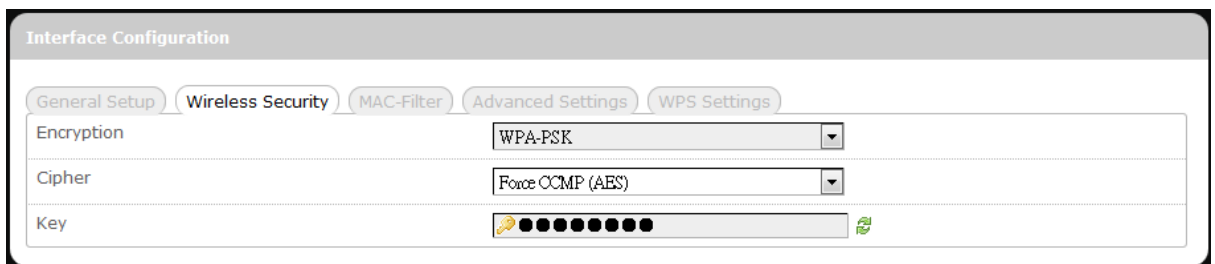 Interface Configuration
General Setup Wireless Security MAC-Filter Advanced Settings WPS Settings
Encryption WPA-PSK
Cipher Force CCMP (AES)
Key ●●●●●●●●